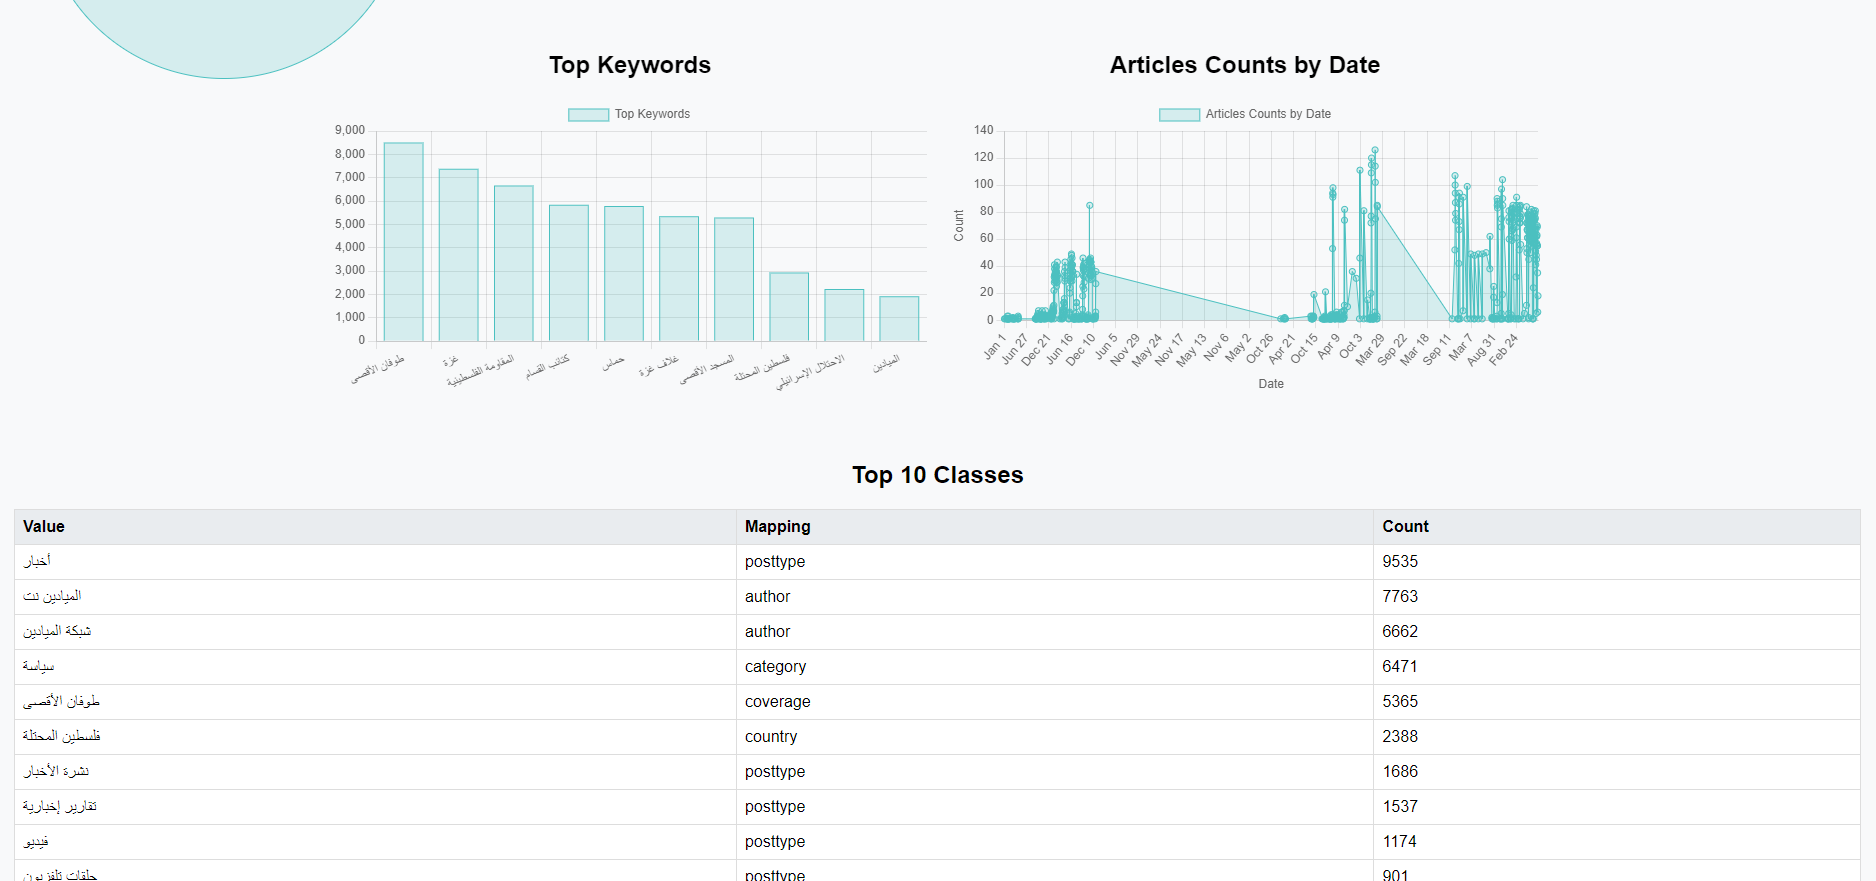 Top Keywords
Top Keywords
9,000
8,000
7,000
6,000
5,000
4,000
3,000
2,000
1,000
0
طوفان الأقصى
غزة
المقاومة الفلسطينية
كتائب القسام
حماس
غلاف غزة
المسجد الأقصى
فلسطين المحتلة
الاحتلال الإسرائيلي
الميادين
Articles Counts by Date
Articles Counts by Date
140
120
100
80
60
40
20
0
Count
Jan 1
Jun 27
Dec 21
Jun 16
Dec 10
Jun 5
Nov 29
May 24
Nov 17
May 13
Nov 6
May 2
Oct 26
Apr 21
Oct 15
Apr 9
Oct 3
Mar 29
Sep 22
Mar 18
Sep 11
Mar 7
Aug 31
Feb 24
Date
Top 10 Classes
Value Mapping Count
أخبار posttype 9535
الميادين نت author 7763
شبكة الميادين author 6662
سياسة category 6471
طوفان الأقصى coverage 5365
فلسطين المحتلة country 2388
نشرة الأخبار posttype 1686
تقارير إخبارية posttype 1537
فيديو posttype 1174
حلقات تلفزيون posttype 901